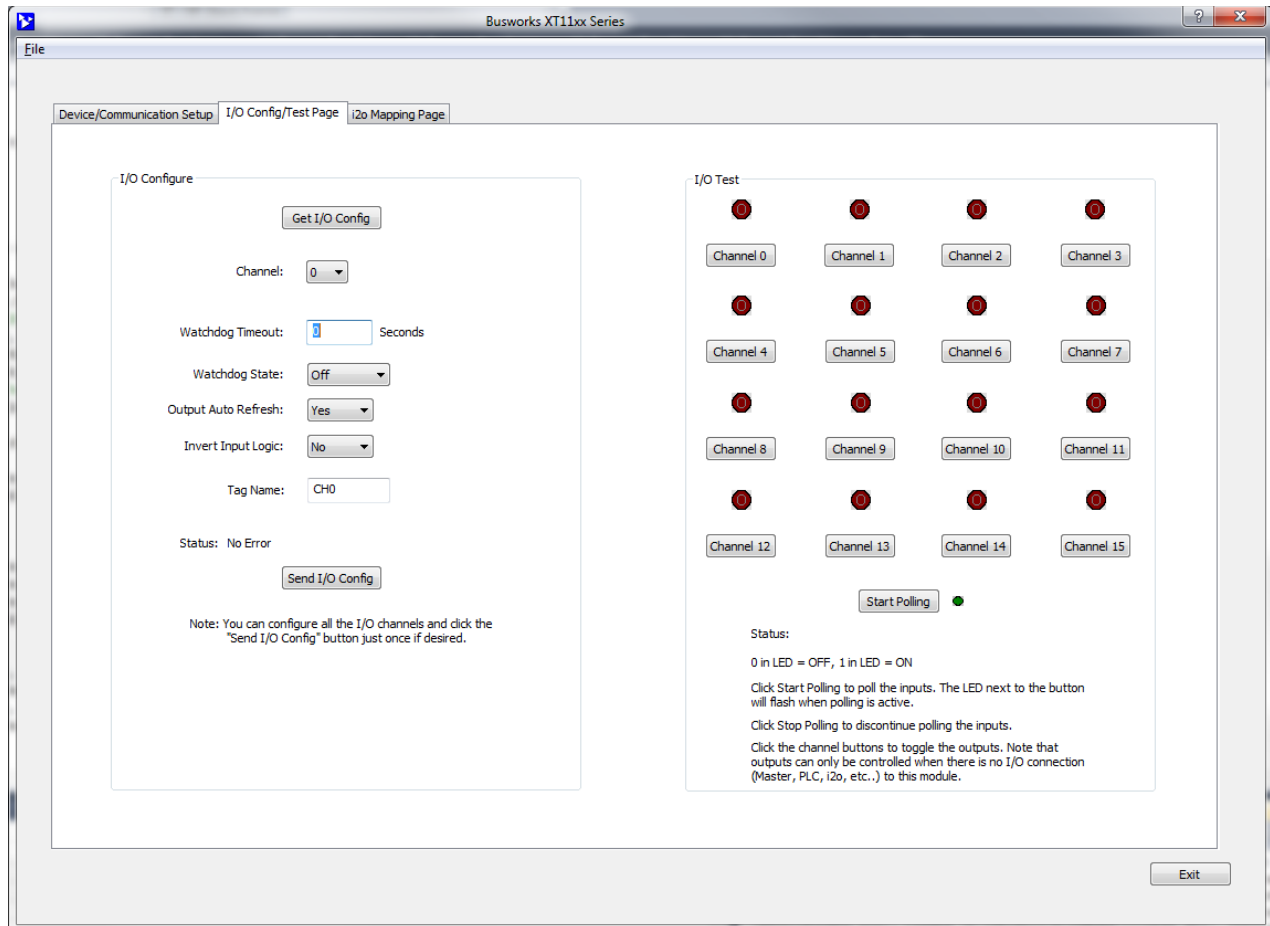 Busworks XT11xx Series
File
Device/Communication Setup
I/O Config/Test Page
i2o Mapping Page
I/O Configure
Get I/O Config
Channel: 0
Watchdog Timeout: 0 Seconds
Watchdog State: Off
Output Auto Refresh: Yes
Invert Input Logic: No
Tag Name: CH0
Status: No Error
Send I/O Config
Note: You can configure all the I/O channels and click the
"Send I/O Config" button just once if desired.
I/O Test
0 0 0 0
Channel 0 Channel 1 Channel 2 Channel 3
0 0 0 0
Channel 4 Channel 5 Channel 6 Channel 7
0 0 0 0
Channel 8 Channel 9 Channel 10 Channel 11
0 0 0 0
Channel 12 Channel 13 Channel 14 Channel 15
Start Polling
Status:
0 in LED = OFF, 1 in LED = ON
Click Start Polling to poll the inputs. The LED next to the button
will flash when polling is active.
Click Stop Polling to discontinue polling the inputs.
Click the channel buttons to toggle the outputs. Note that
outputs can only be controlled when there is no I/O connection
(Master, PLC, i2o, etc..) to this module.
Exit